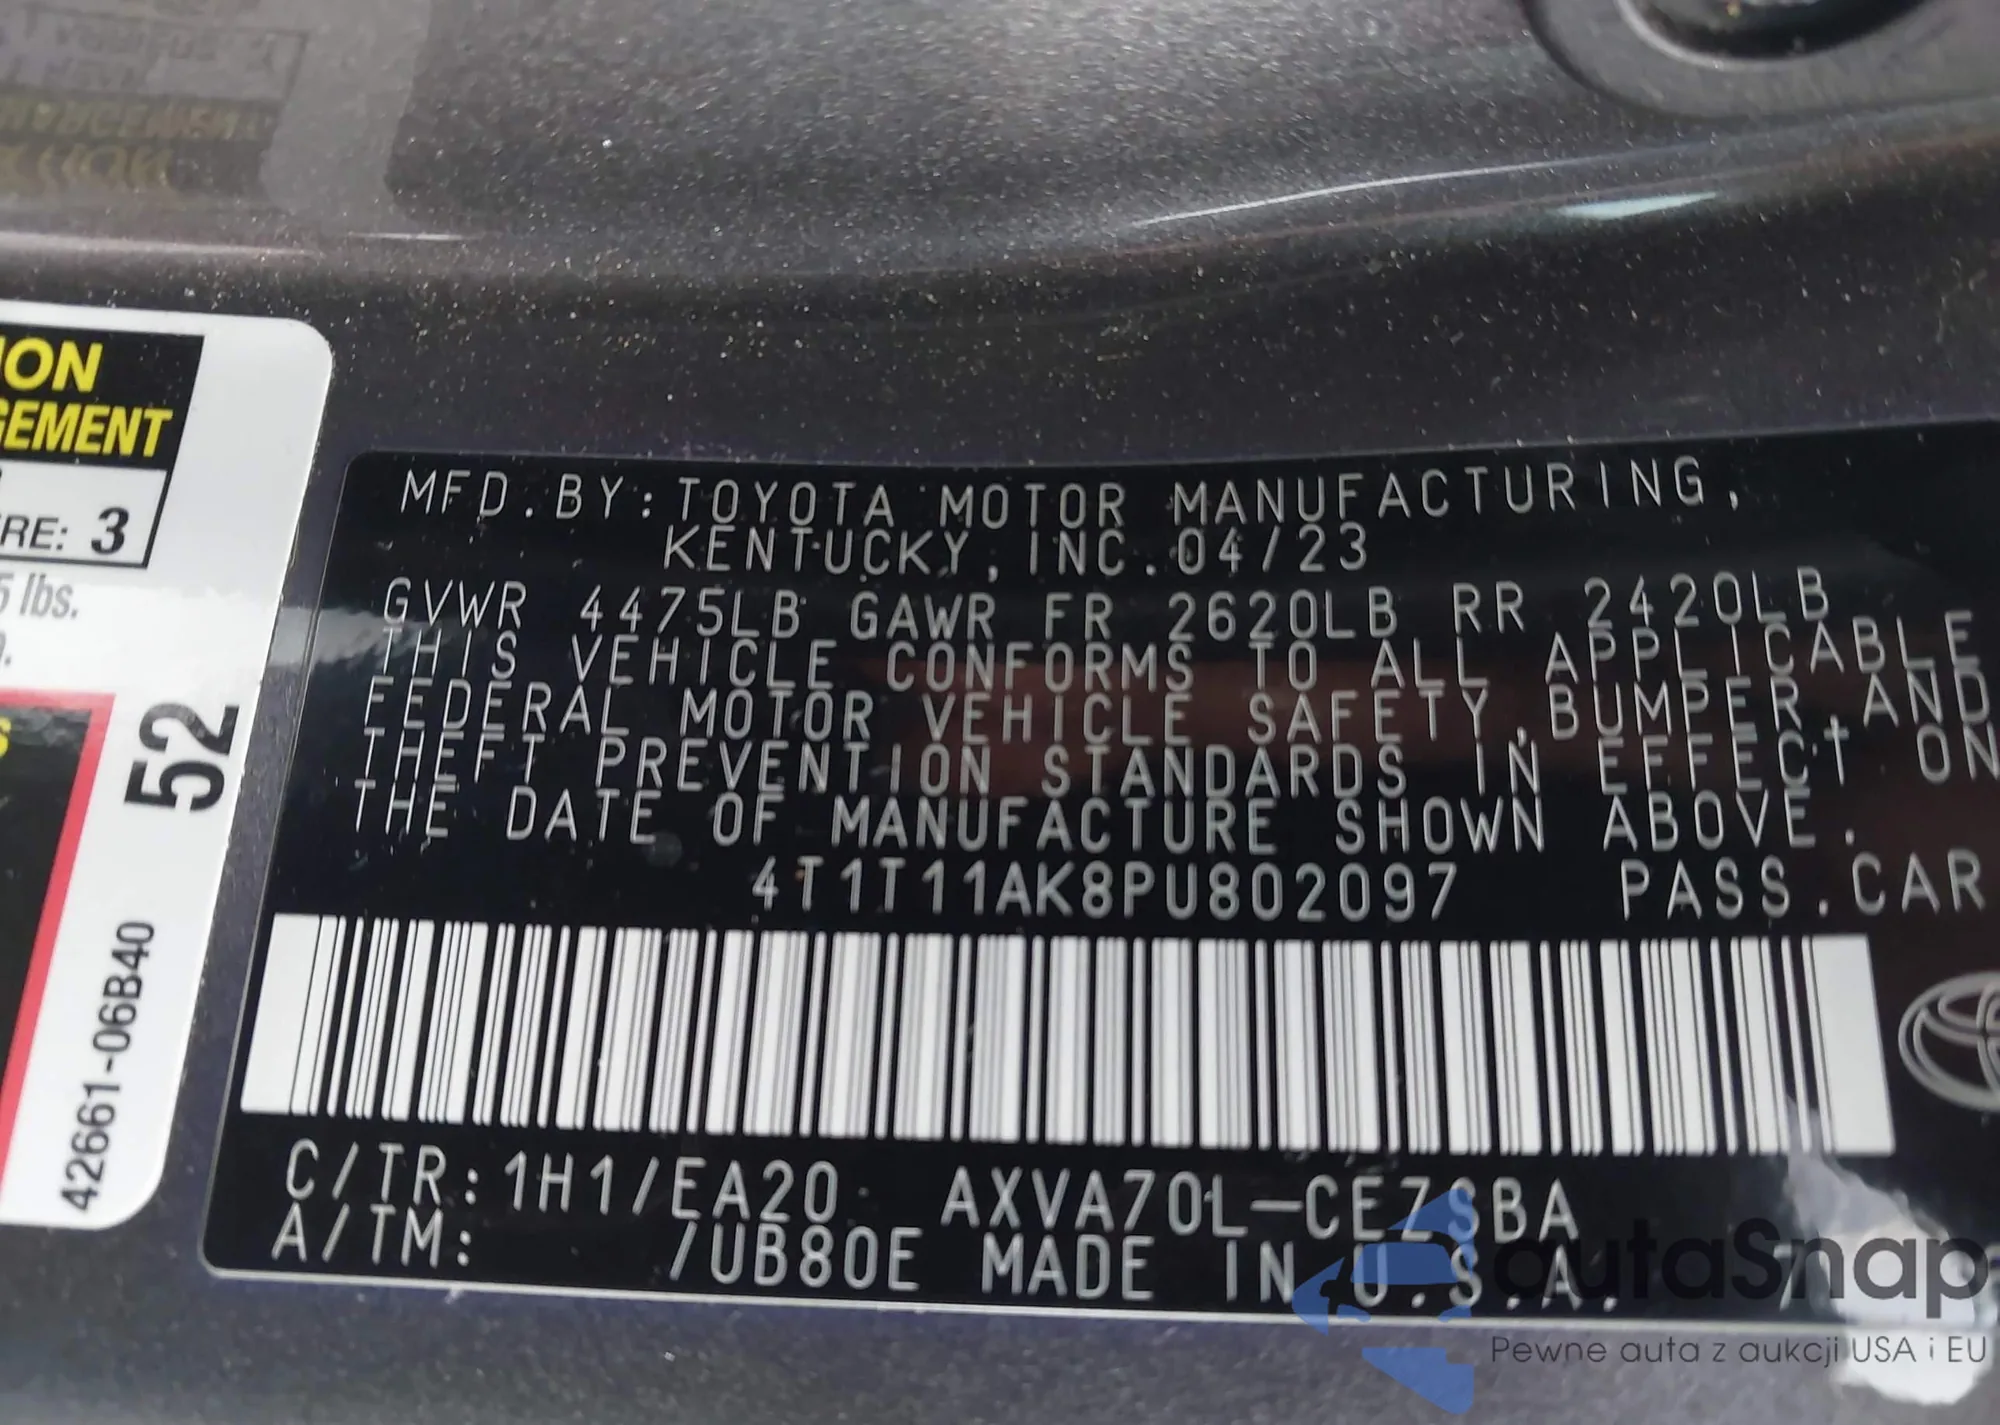 ION
GEMENT
RE: 3
5 lbs.
52
42661-06B40
MFD.BY:TOYOTA MOTOR MANUFACTURING,
KENTUCKY,INC.04/23
GVWR 4475LB GAWR FR 2620LB RR 2420LB
THIS VEHICLE CONFORMS TO ALL APPLICABLE
FEDERAL MOTOR VEHICLE SAFETY,BUMPER,AND
THEFT PREVENTION STANDARDS IN EFFECT ON
THE DATE OF MANUFACTURE SHOWN ABOVE.
4T1T11AK8PU802097 PASS.CAR
C/TR:1H1/EA20 AXVA70L-CEZSBA
A/TM: /UB80E MADE IN U.S.A.
autaSnap
Pewne auta z aukcji USA i EU